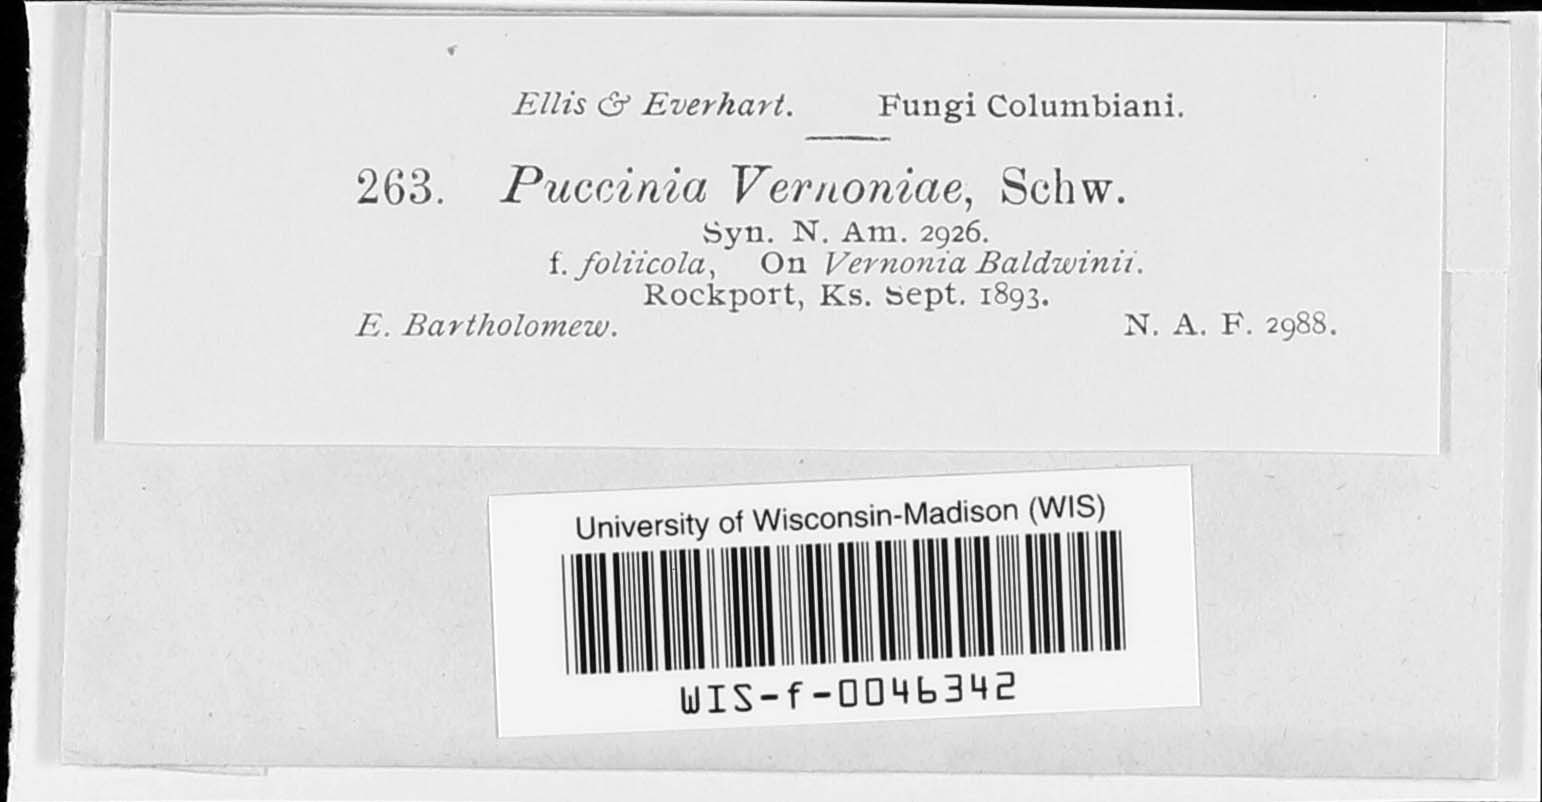 Ellis & Everhart. Fungi Columbiani.
263. Puccinia Vernoniae, Schw.
Syn. N. Am. 2926.
f. foliicola, On Vernonia Baldwinii.
Rockport, Ks. Sept. 1893.
E. Bartholomew. N. A. F. 2988.
University of Wisconsin-Madison (WIS)
WIS-f-0046342